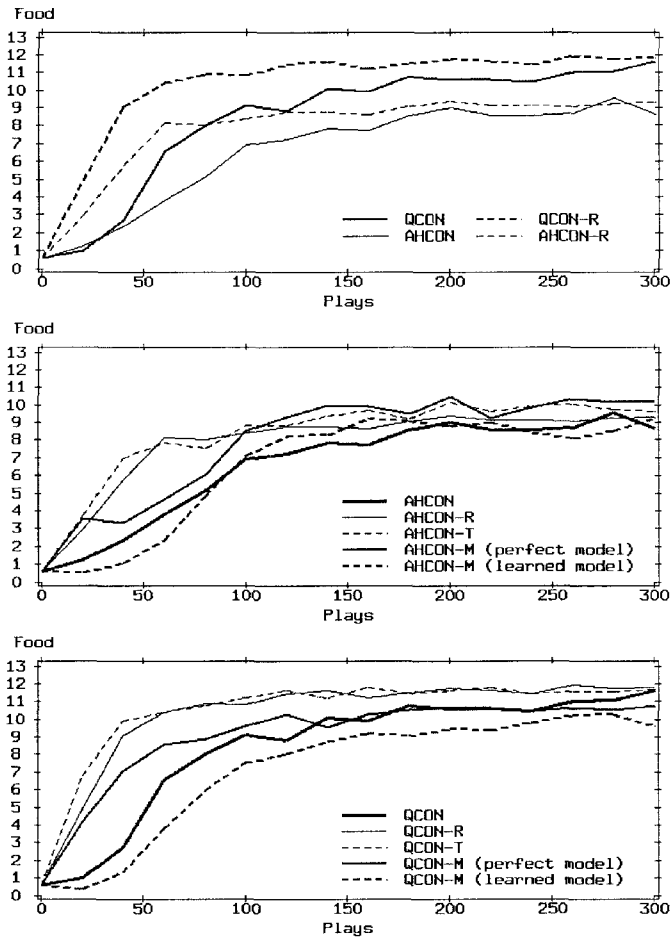 Food
13
12
11
10
9
8
7
6
5
4
3
2
1
0
QCON QCON-R
AHCON AHCON-R
0 50 100 150 200 250 300
Plays
Food
13
12
11
10
9
8
7
6
5
4
3
2
1
0
AHCON
AHCON-R
AHCON-T
AHCON-M (perfect model)
AHCON-M (learned model)
0 50 100 150 200 250 300
Plays
Food
13
12
11
10
9
8
7
6
5
4
3
2
1
0
QCON
QCON-R
QCON-T
QCON-M (perfect model)
QCON-M (learned model)
0 50 100 150 200 250 300
Plays